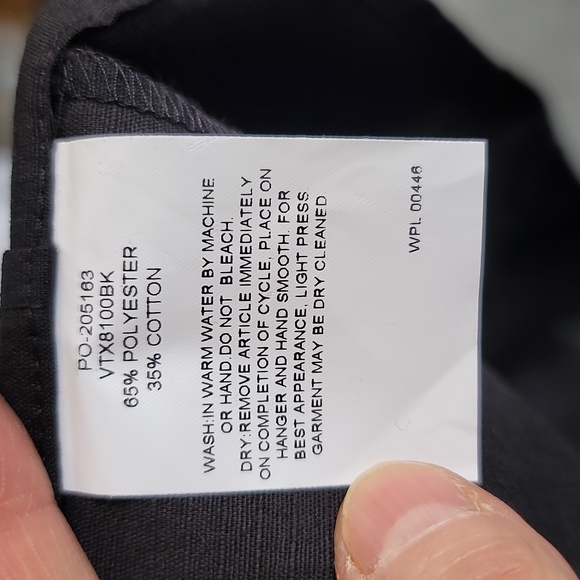 PO-205163
VTX8100BK
65% POLYESTER
35% COTTON
WASH:IN WARM WATER BY MACHINE
OR HAND.DO NOT BLEACH.
DRY:REMOVE ARTICLE IMMEDIATELY
ON COMPLETION OF CYCLE, PLACE ON
HANGER AND HAND SMOOTH. FOR
BEST APPEARANCE, LIGHT PRESS.
GARMENT MAY BE DRY CLEANED
WPL 00446